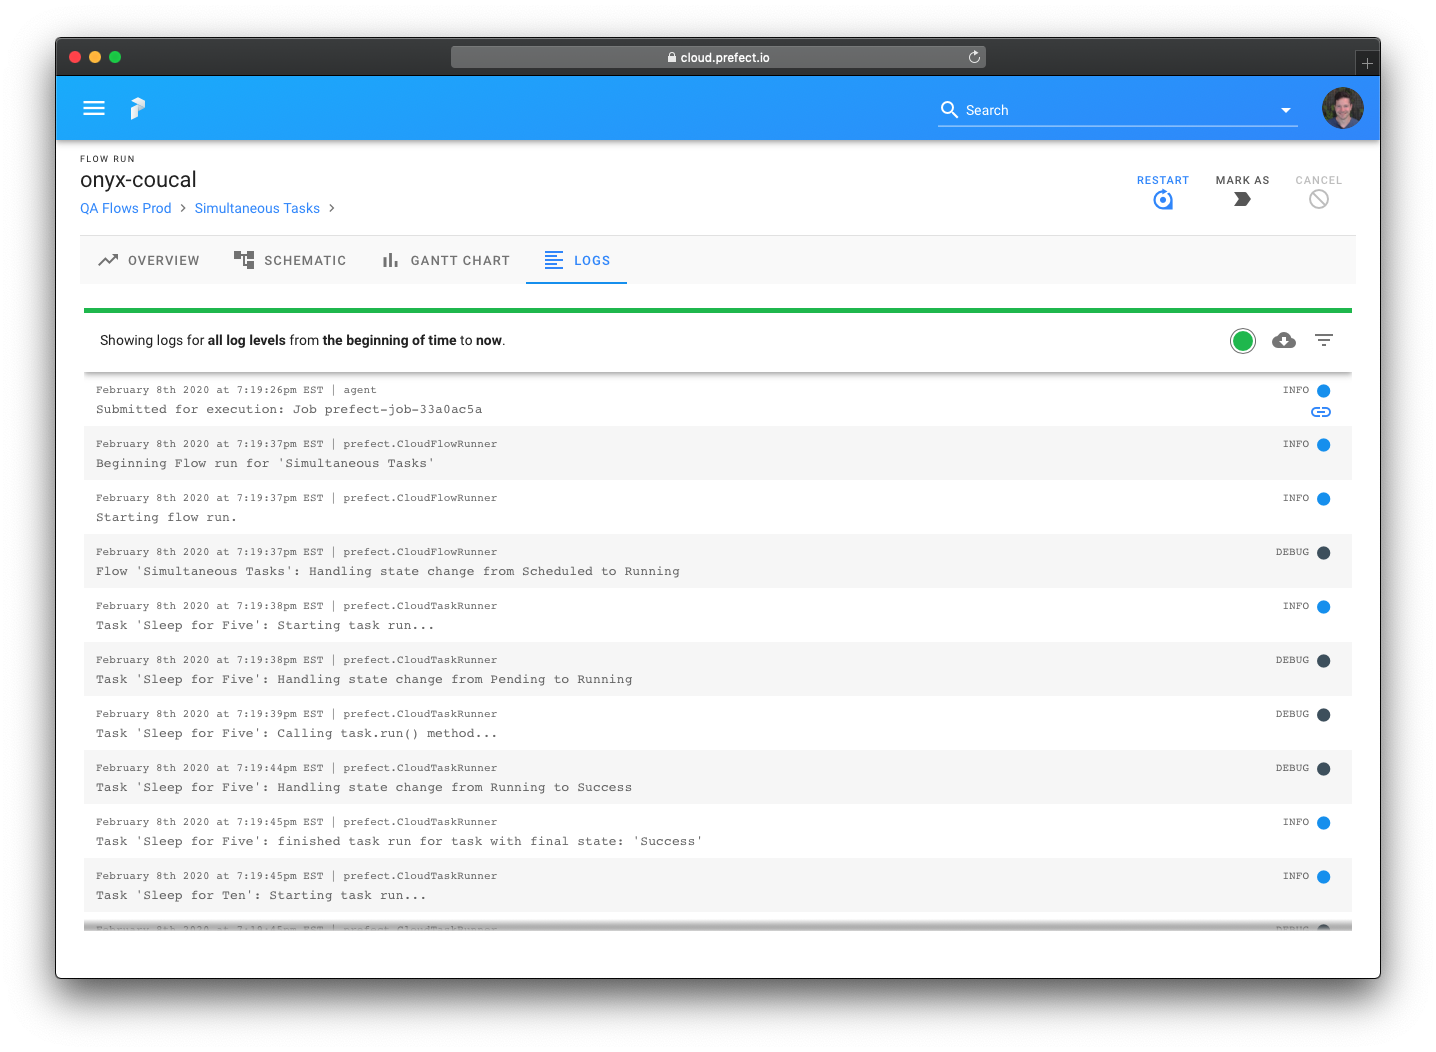 cloud.prefect.io
Search
FLOW RUN
onyx-coucal
QA Flows Prod > Simultaneous Tasks >
RESTART
MARK AS
CANCEL
OVERVIEW
SCHEMATIC
GANTT CHART
LOGS
Showing logs for all log levels from the beginning of time to now.
February 8th 2020 at 7:19:26pm EST | agent INFO
Submitted for execution: Job prefect-job-33a0ac5a
February 8th 2020 at 7:19:37pm EST | prefect.CloudFlowRunner INFO
Beginning Flow run for 'Simultaneous Tasks'
February 8th 2020 at 7:19:37pm EST | prefect.CloudFlowRunner INFO
Starting flow run.
February 8th 2020 at 7:19:37pm EST | prefect.CloudFlowRunner DEBUG
Flow 'Simultaneous Tasks': Handling state change from Scheduled to Running
February 8th 2020 at 7:19:38pm EST | prefect.CloudTaskRunner INFO
Task 'Sleep for Five': Starting task run...
February 8th 2020 at 7:19:38pm EST | prefect.CloudTaskRunner DEBUG
Task 'Sleep for Five': Handling state change from Pending to Running
February 8th 2020 at 7:19:39pm EST | prefect.CloudTaskRunner DEBUG
Task 'Sleep for Five': Calling task.run() method...
February 8th 2020 at 7:19:44pm EST | prefect.CloudTaskRunner DEBUG
Task 'Sleep for Five': Handling state change from Running to Success
February 8th 2020 at 7:19:45pm EST | prefect.CloudTaskRunner INFO
Task 'Sleep for Five': finished task run for task with final state: 'Success'
February 8th 2020 at 7:19:45pm EST | prefect.CloudTaskRunner INFO
Task 'Sleep for Ten': Starting task run...
February 8th 2020 at 7:19:45pm EST | prefect.CloudTaskRunner DEBUG